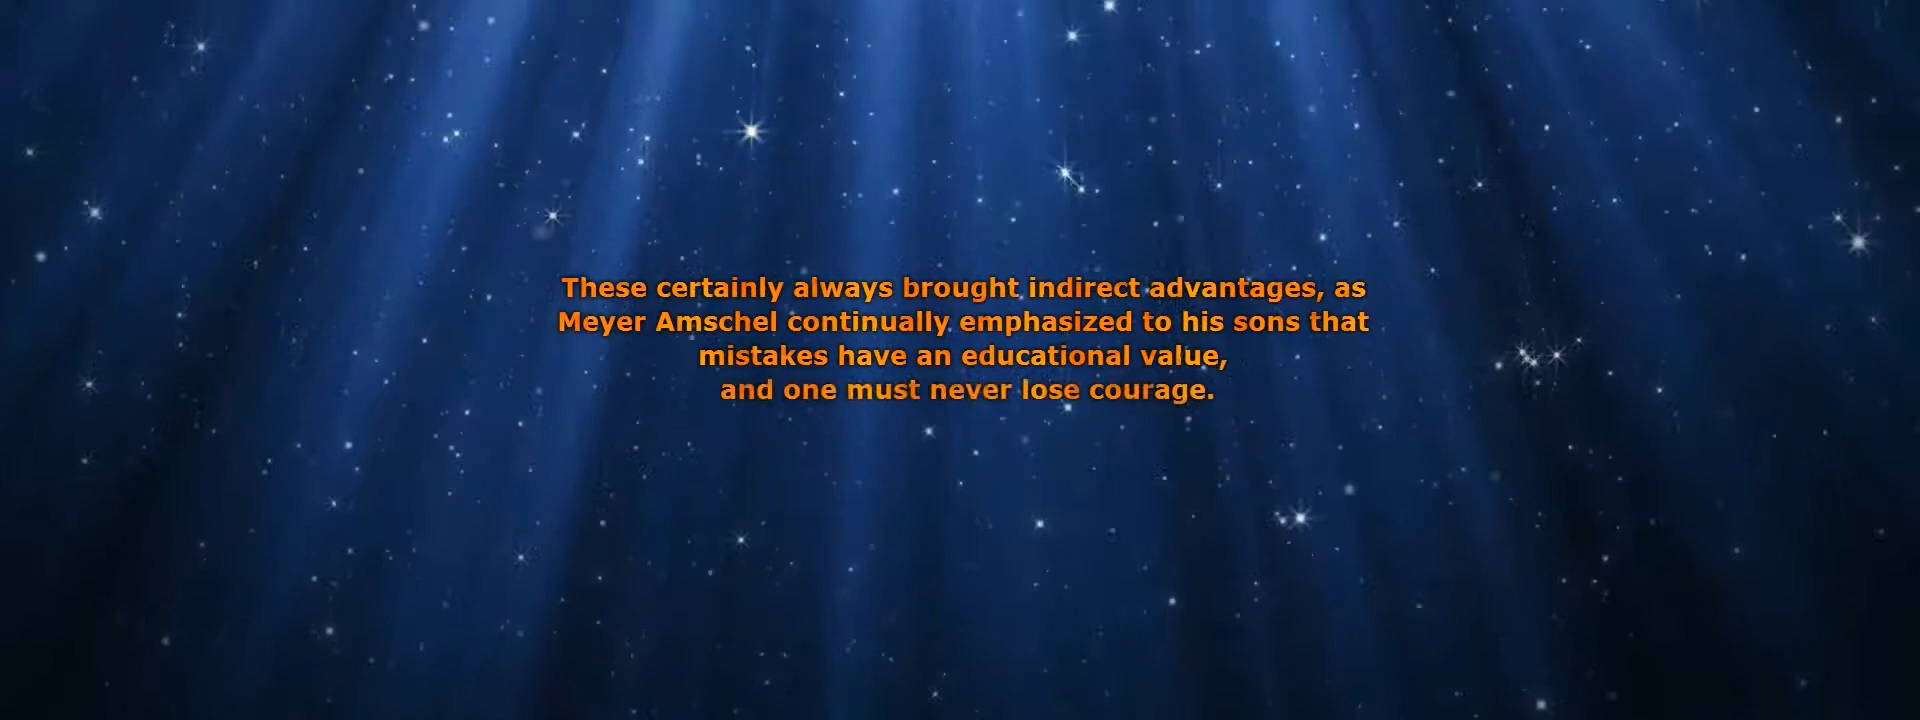 These certainly always brought indirect advantages, as
Meyer Amschel continually emphasized to his sons that
mistakes have an educational value,
and one must never lose courage.